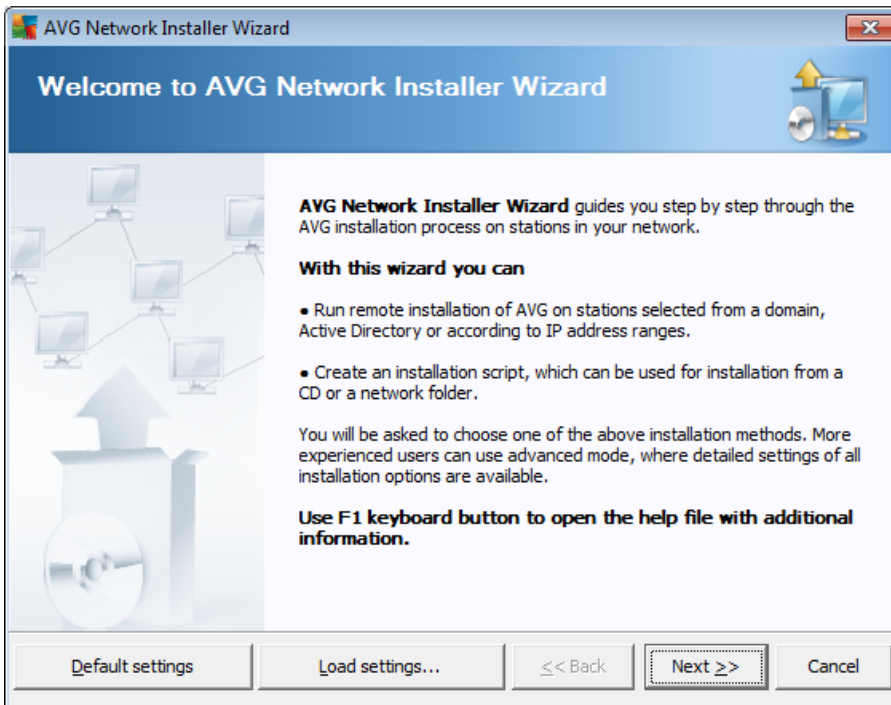 AVG Network Installer Wizard
Welcome to AVG Network Installer Wizard
AVG Network Installer Wizard guides you step by step through the
AVG installation process on stations in your network.
With this wizard you can
• Run remote installation of AVG on stations selected from a domain,
Active Directory or according to IP address ranges.
• Create an installation script, which can be used for installation from a
CD or a network folder.
You will be asked to choose one of the above installation methods. More
experienced users can use advanced mode, where detailed settings of all
installation options are available.
Use F1 keyboard button to open the help file with additional
information.
Default settings
Load settings...
<< Back
Next >>
Cancel